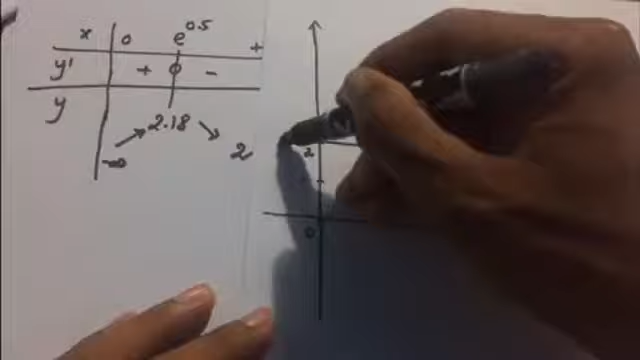 x 0 e^0.5 +
y' + 0 -
y -∞ ↗ 2.18 ↘ 2
2
0